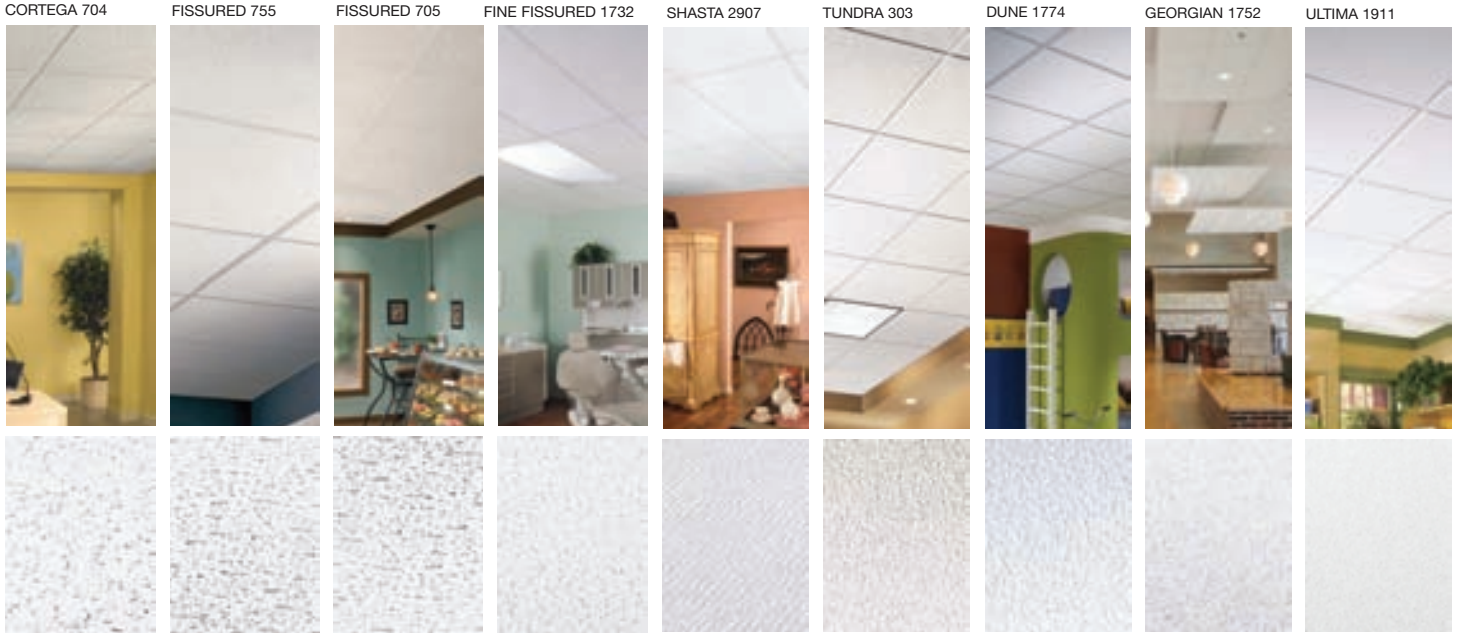 CORTEGA 704
FISSURED 755
FISSURED 705
FINE FISSURED 1732
SHASTA 2907
TUNDRA 303
DUNE 1774
GEORGIAN 1752
ULTIMA 1911